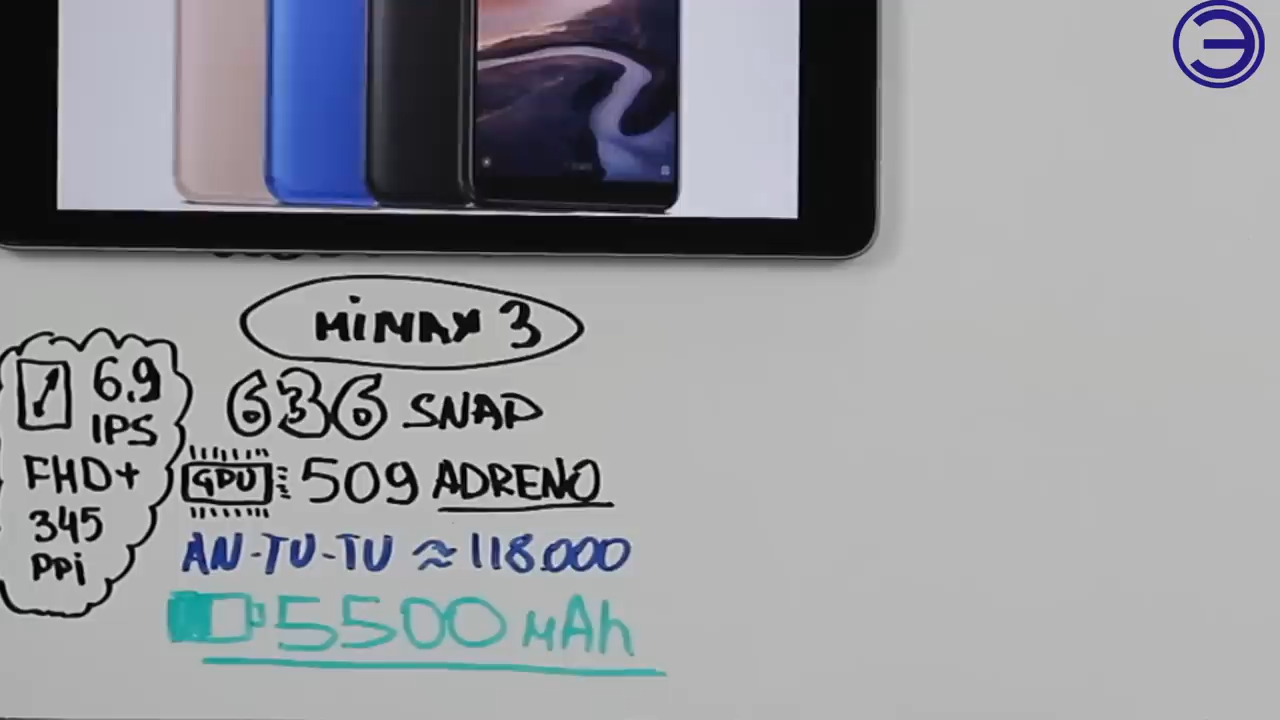 MiMAX 3
6.9
IPS
FHD+
345
ppi
636 SNAP
GPU 509 ADRENO
AN-TU-TU ≈ 118.000
5500 mAh
Э